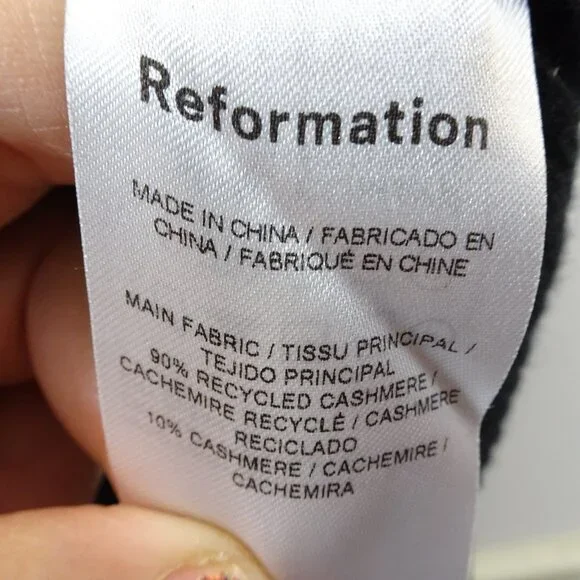 Reformation
MADE IN CHINA / FABRICADO EN
CHINA / FABRIQUÉ EN CHINE
MAIN FABRIC / TISSU PRINCIPAL /
TEJIDO PRINCIPAL
90% RECYCLED CASHMERE /
CACHEMIRE RECYCLÉ / CASHMERE
RECICLADO
10% CASHMERE / CACHEMIRE /
CACHEMIRA